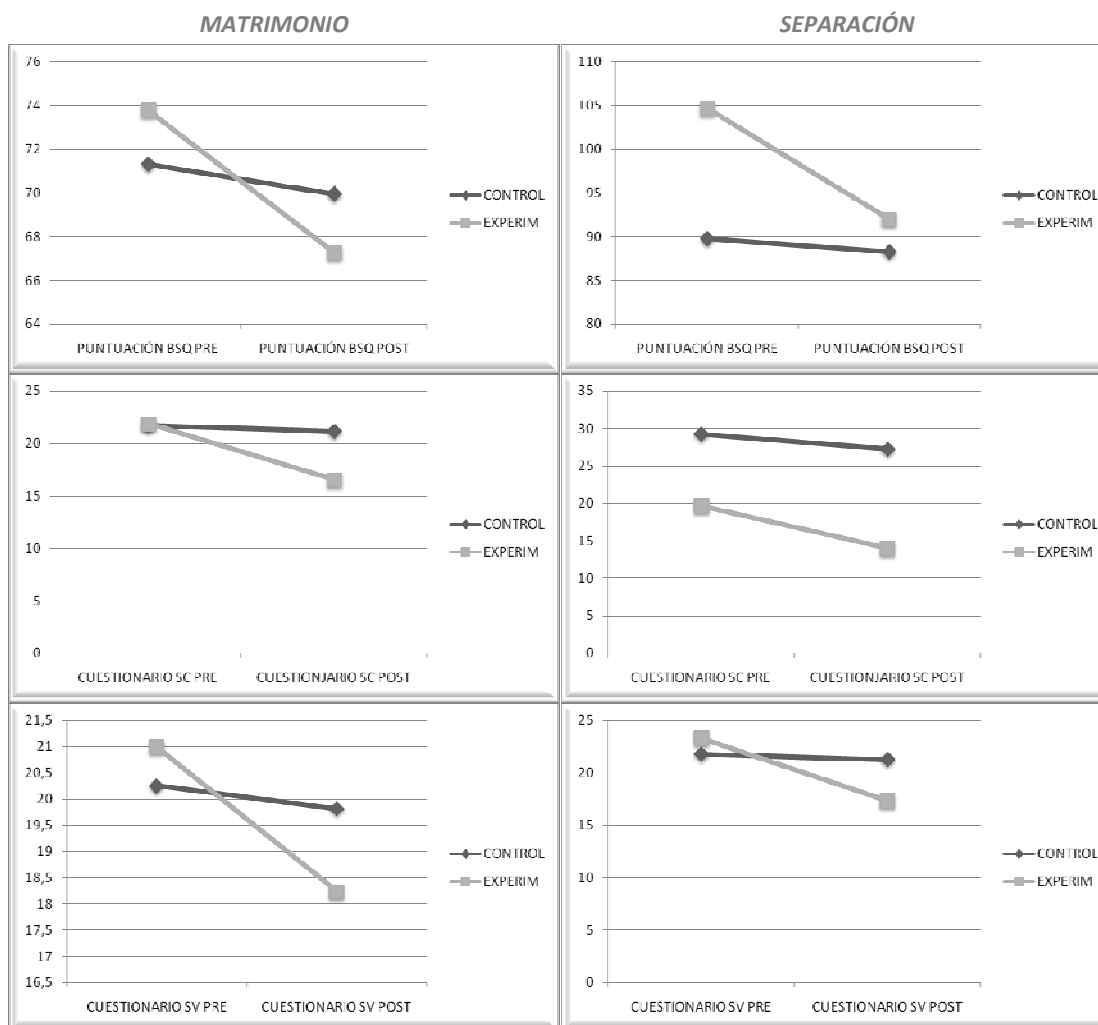 MATRIMONIO
SEPARACIÓN
76
74
72
70
68
66
64
PUNTUACIÓN BSQ PRE
PUNTUACIÓN BSQ POST
CONTROL
EXPERIM
110
105
100
95
90
85
80
PUNTUACIÓN BSQ PRE
PUNTUACIÓN BSQ POST
CONTROL
EXPERIM
25
20
15
10
5
0
CUESTIONARIO SC PRE
CUESTIONJARIO SC POST
CONTROL
EXPERIM
35
30
25
20
15
10
5
0
CUESTIONARIO SC PRE
CUESTIONJARIO SC POST
CONTROL
EXPERIM
21,5
21
20,5
20
19,5
19
18,5
18
17,5
17
16,5
CUESTIONARIO SV PRE
CUESTIONARIO SV POST
CONTROL
EXPERIM
25
20
15
10
5
0
CUESTIONARIO SV PRE
CUESTIONARIO SV POST
CONTROL
EXPERIM